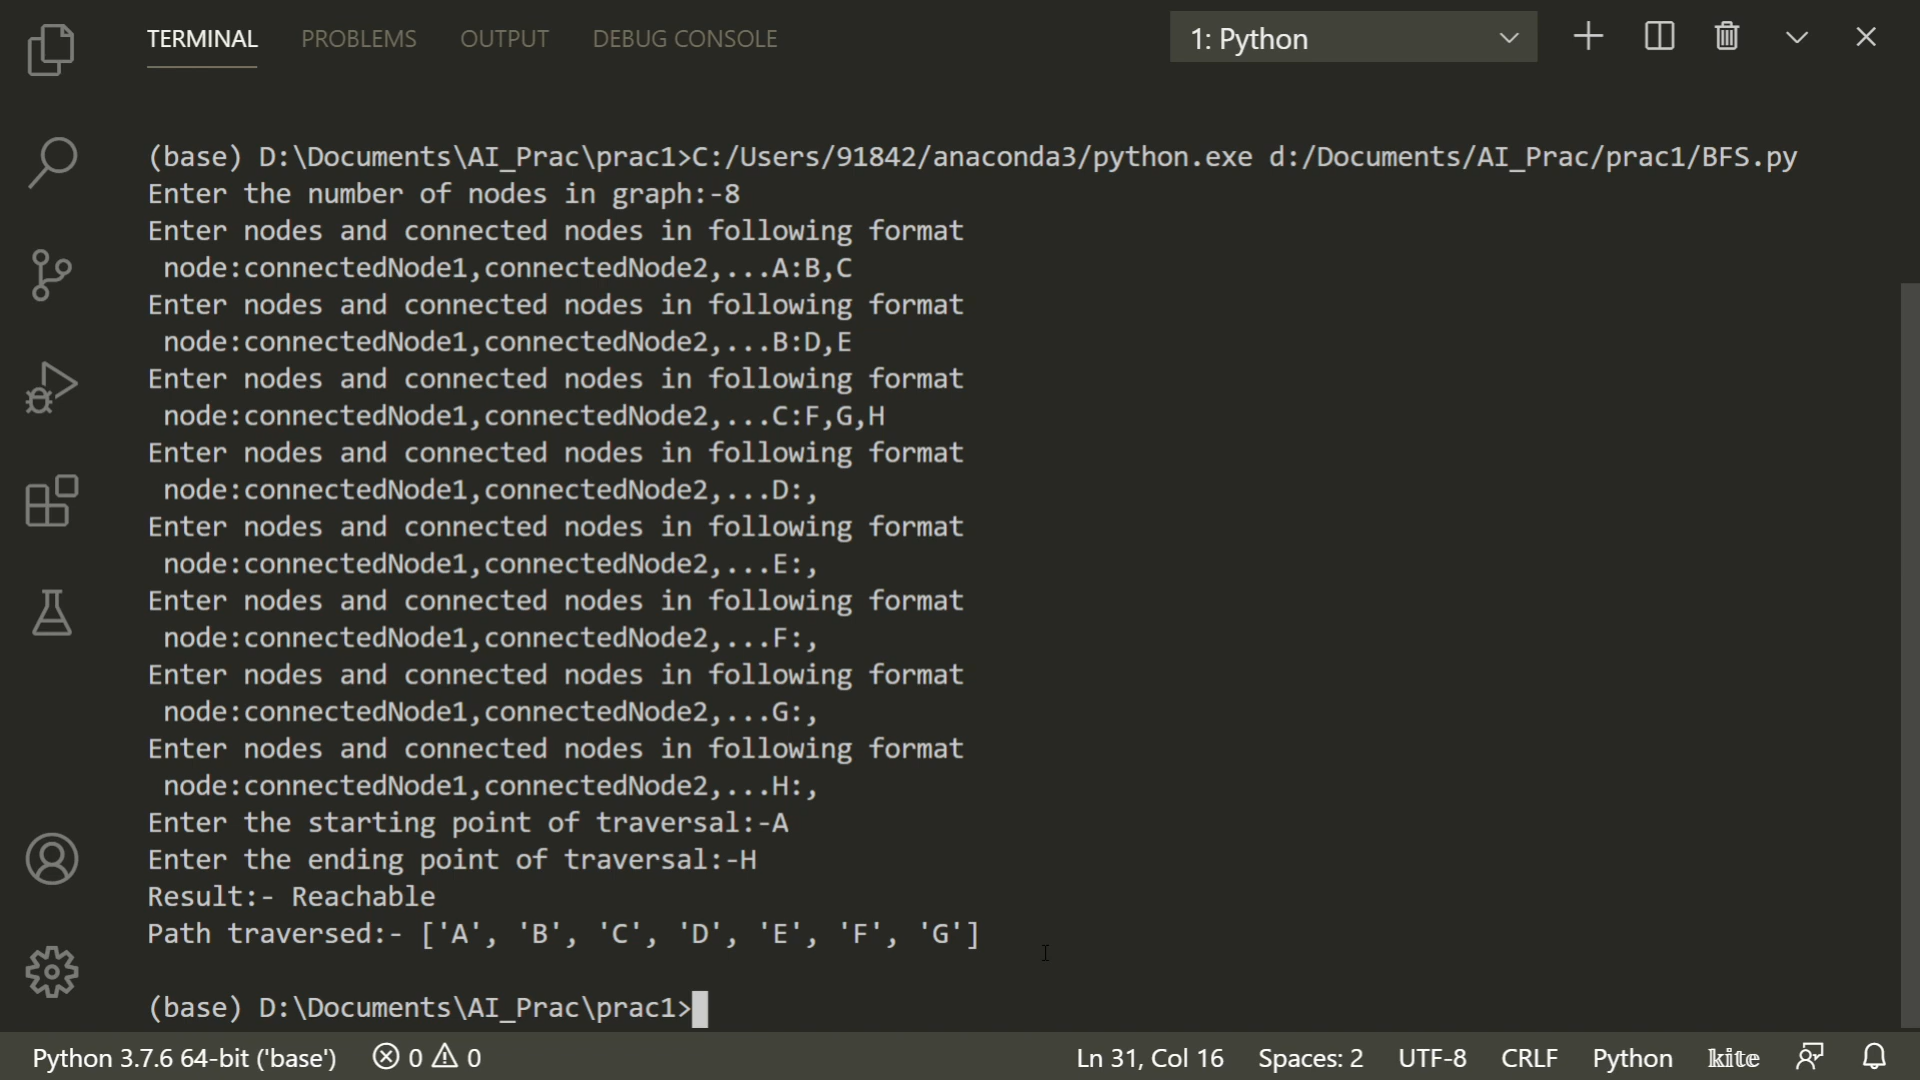 TERMINAL PROBLEMS OUTPUT DEBUG CONSOLE 1: Python
(base) D:\Documents\AI_Prac\prac1>C:/Users/91842/anaconda3/python.exe d:/Documents/AI_Prac/prac1/BFS.py
Enter the number of nodes in graph:-8
Enter nodes and connected nodes in following format
 node:connectedNode1,connectedNode2,...A:B,C
Enter nodes and connected nodes in following format
 node:connectedNode1,connectedNode2,...B:D,E
Enter nodes and connected nodes in following format
 node:connectedNode1,connectedNode2,...C:F,G,H
Enter nodes and connected nodes in following format
 node:connectedNode1,connectedNode2,...D:,
Enter nodes and connected nodes in following format
 node:connectedNode1,connectedNode2,...E:,
Enter nodes and connected nodes in following format
 node:connectedNode1,connectedNode2,...F:,
Enter nodes and connected nodes in following format
 node:connectedNode1,connectedNode2,...G:,
Enter nodes and connected nodes in following format
 node:connectedNode1,connectedNode2,...H:,
Enter the starting point of traversal:-A
Enter the ending point of traversal:-H
Result:- Reachable
Path traversed:- ['A', 'B', 'C', 'D', 'E', 'F', 'G']
(base) D:\Documents\AI_Prac\prac1>
Python 3.7.6 64-bit ('base') 0 0 Ln 31, Col 16 Spaces: 2 UTF-8 CRLF Python kite